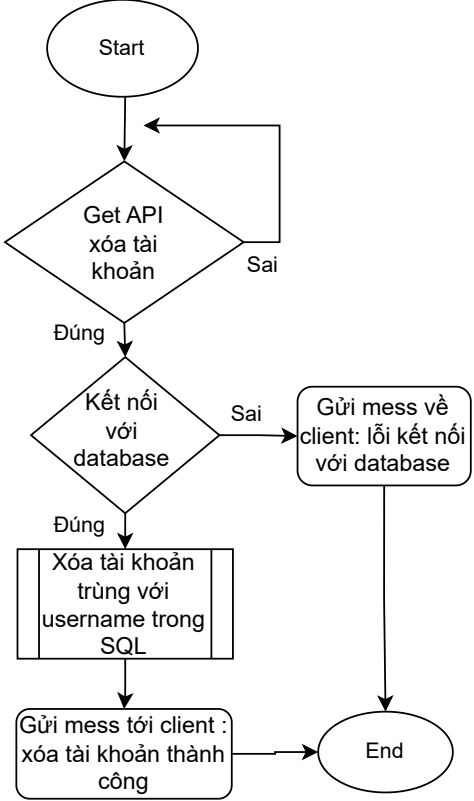 Start
Get API
xóa tài
khoản
Sai
Đúng
Kết nối
với
database
Sai
Gửi mess về
client: lỗi kết nối
với database
Đúng
Xóa tài khoản
trùng với
username trong
SQL
Gửi mess tới client :
xóa tài khoản thành
công
End